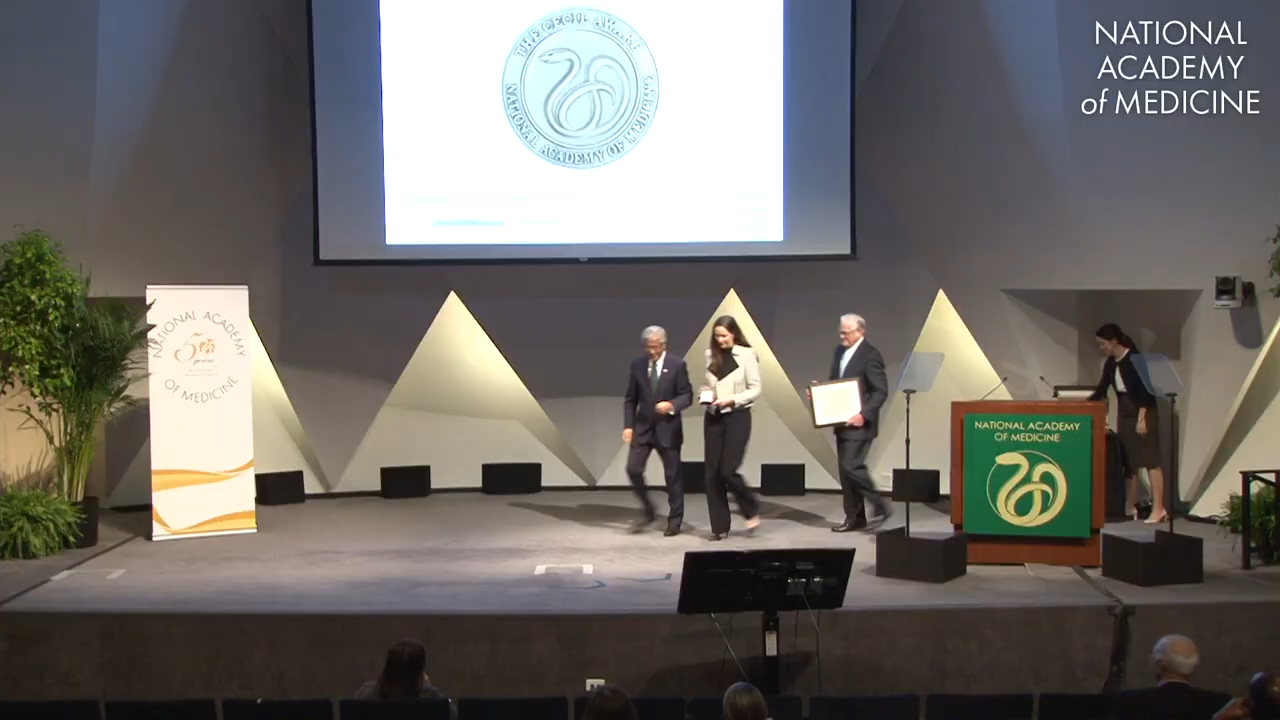 THE CECIL AWARD
NATIONAL ACADEMY OF MEDICINE'S
NATIONAL
ACADEMY
of MEDICINE
NATIONAL ACADEMY
OF MEDICINE
NATIONAL ACADEMY
OF MEDICINE